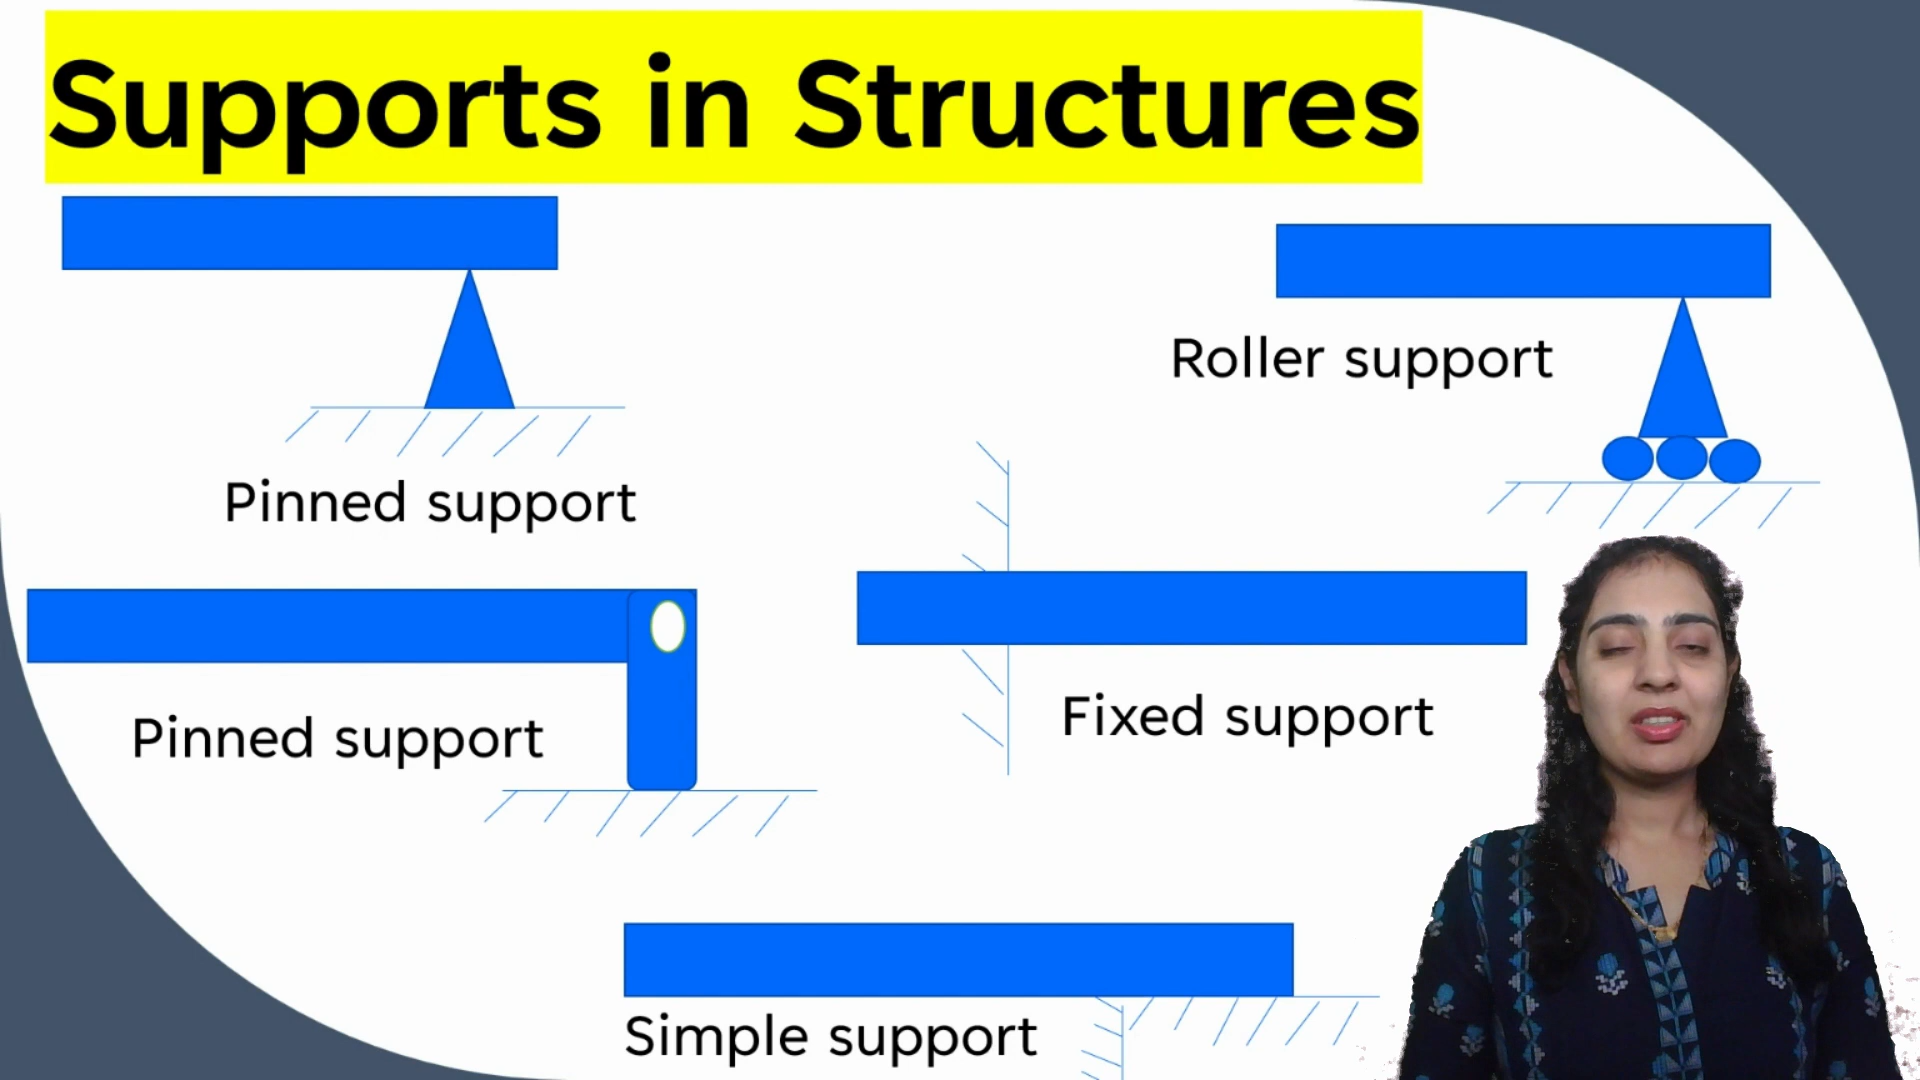 Supports in Structures
Roller support
Pinned support
Fixed support
Pinned support
Simple support